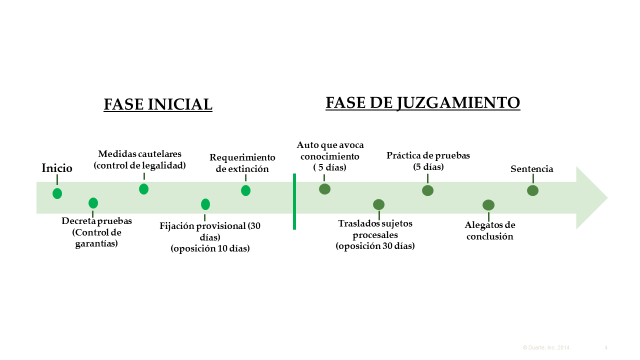 FASE INICIAL
FASE DE JUZGAMIENTO
Inicio
Decreta pruebas
(Control de
garantías)
Medidas cautelares
(control de legalidad)
Fijación provisional (30
días)
(oposición 10 días)
Requerimiento
de extinción
Auto que avoca
conocimiento
( 5 días)
Traslados sujetos
procesales
(oposición 30 días)
Práctica de pruebas
(5 días)
Alegatos de
conclusión
Sentencia